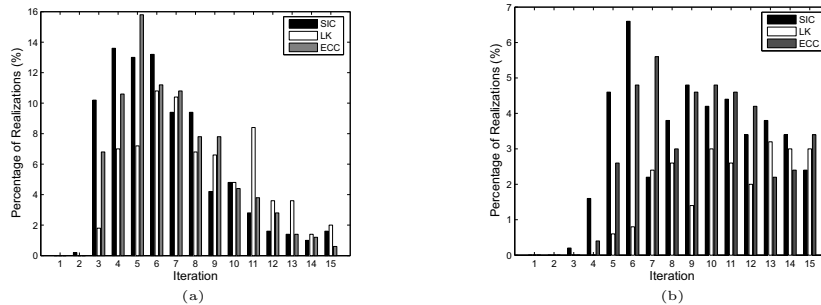 16
14
12
10
8
6
4
2
0
Percentage of Realizations (%)
SIC
LK
ECC
1 2 3 4 5 6 7 8 9 10 11 12 13 14 15
Iteration
(a)
7
6
5
4
3
2
1
0
Percentage of Realizations (%)
SIC
LK
ECC
1 2 3 4 5 6 7 8 9 10 11 12 13 14 15
Iteration
(b)